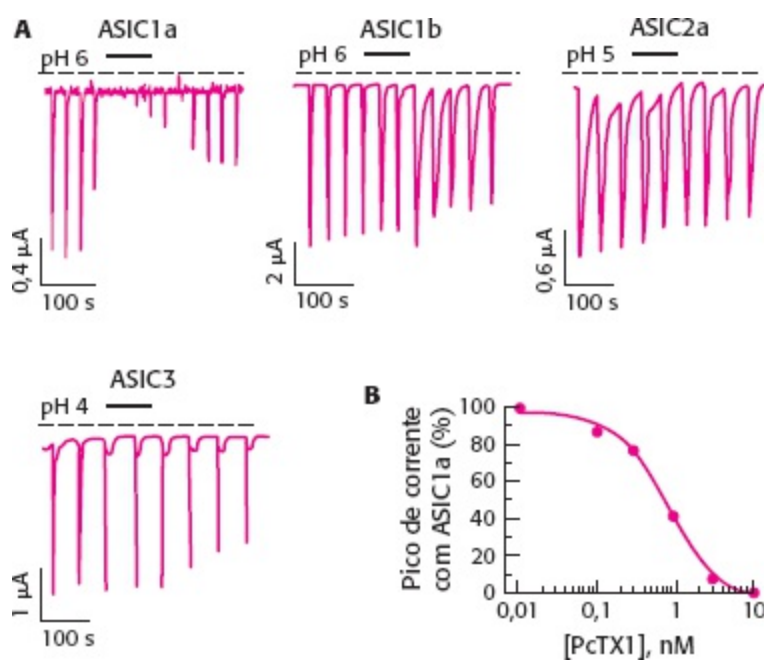 A
ASIC1a
pH 6
0,4 µA
100 s
ASIC1b
pH 6
2 µA
100 s
ASIC2a
pH 5
0,6 µA
100 s
ASIC3
pH 4
1 µA
100 s
B
Pico de corrente
com ASIC1a (%)
100
80
60
40
20
0
0,01 0,1 1 10
[PcTX1], nM